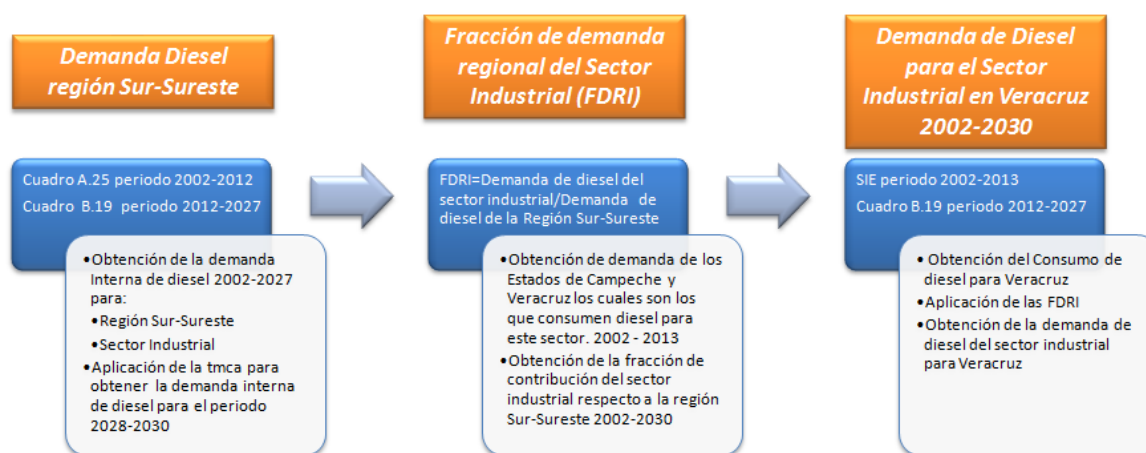 Demanda Diesel
región Sur-Sureste
Cuadro A.25 periodo 2002-2012
Cuadro B.19 periodo 2012-2027
•Obtención de la demanda
Interna de diesel 2002-2027
para:
•Región Sur-Sureste
•Sector Industrial
•Aplicación de la tmca para
obtener la demanda interna
de diesel para el periodo
2028-2030
Fracción de demanda
regional del Sector
Industrial (FDRI)
FDRI=Demanda de diesel del
sector industrial/Demanda de
diesel de la Región Sur-Sureste
•Obtención de demanda de los
Estados de Campeche y
Veracruz los cuales son los
que consumen diesel para
este sector. 2002 - 2013
•Obtención de la fracción de
contribución del sector
industrial respecto a la región
Sur-Sureste 2002-2030
Demanda de Diesel
para el Sector
Industrial en Veracruz
2002-2030
SIE periodo 2002-2013
Cuadro B.19 periodo 2012-2027
• Obtención del Consumo de
diesel para Veracruz
•Aplicación de las FDRI
•Obtención de la demanda de
diesel del sector industrial
para Veracruz